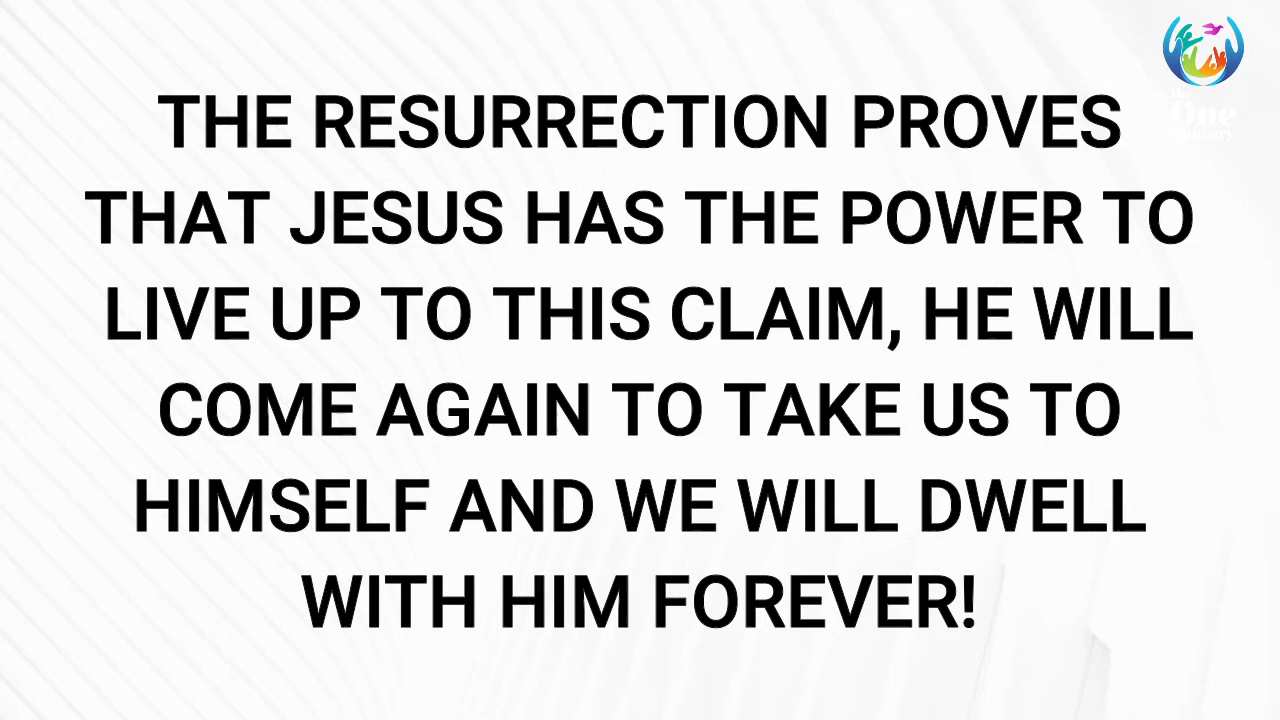 THE RESURRECTION PROVES
THAT JESUS HAS THE POWER TO
LIVE UP TO THIS CLAIM, HE WILL
COME AGAIN TO TAKE US TO
HIMSELF AND WE WILL DWELL
WITH HIM FOREVER!
One